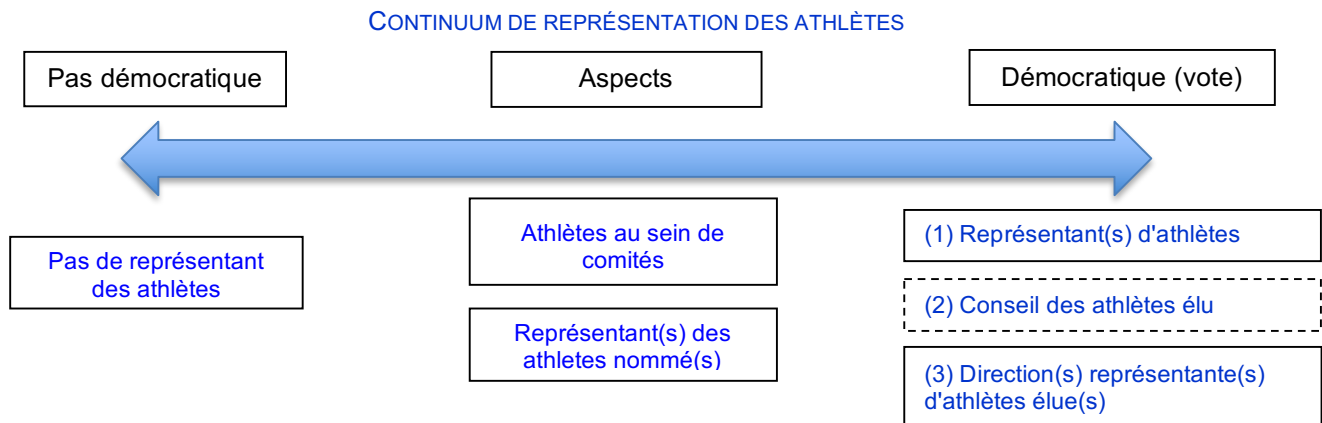 CONTINUUM DE REPRÉSENTATION DES ATHLÈTES
Pas démocratique
Aspects
Démocratique (vote)
Pas de représentant
des athlètes
Athlètes au sein de
comités
Représentant(s) des
athletes nommé(s)
(1) Représentant(s) d'athlètes
(2) Conseil des athlètes élu
(3) Direction(s) représentante(s)
d'athlètes élue(s)